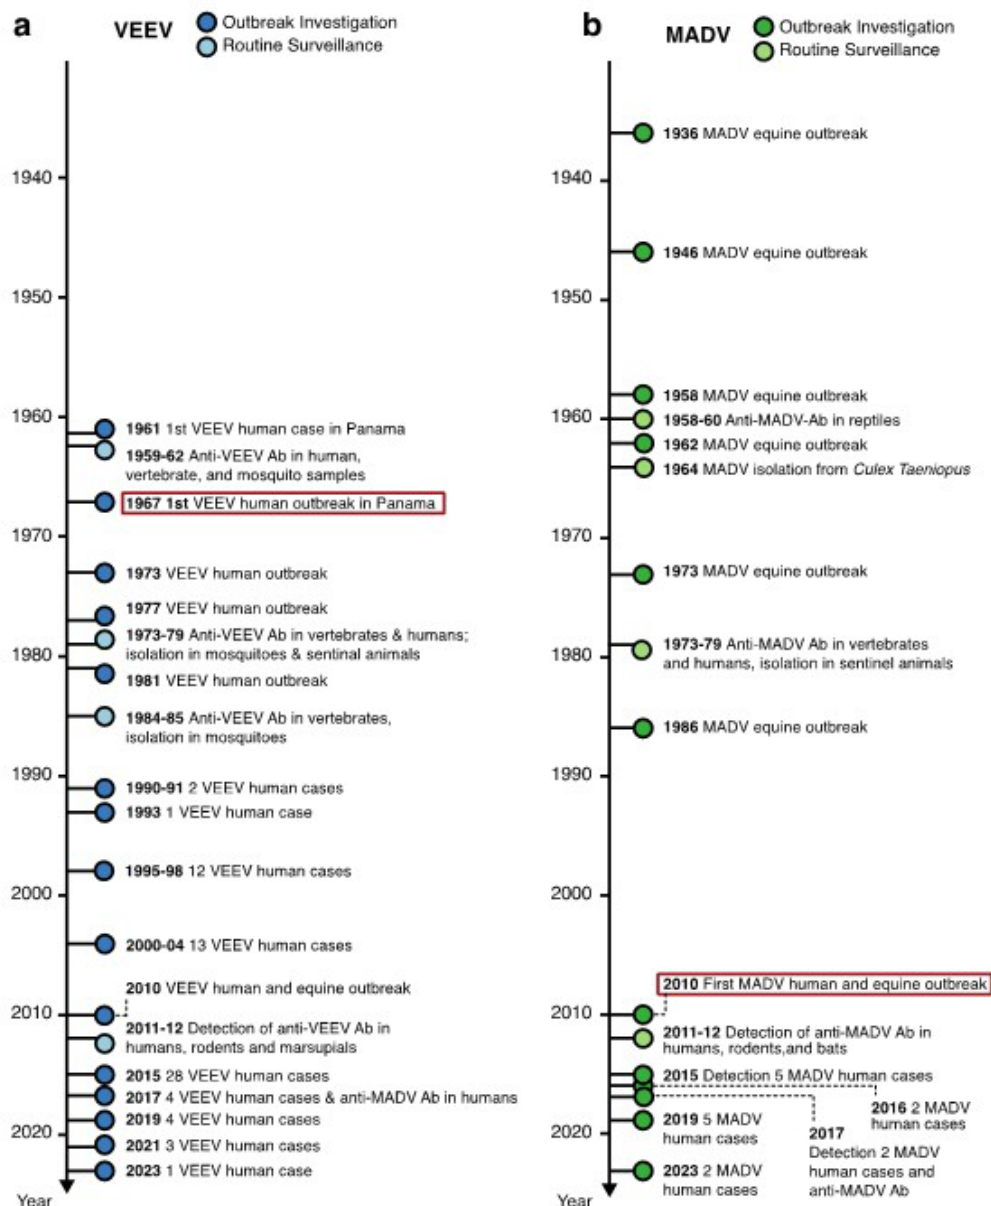 a
VEEV
Outbreak Investigation
Routine Surveillance
1940
1950
1960
1961 1st VEEV human case in Panama
1959-62 Anti-VEEV Ab in human,
vertebrate, and mosquito samples
1967 1st VEEV human outbreak in Panama
1970
1973 VEEV human outbreak
1977 VEEV human outbreak
1973-79 Anti-VEEV Ab in vertebrates & humans;
isolation in mosquitoes & sentinal animals
1980
1981 VEEV human outbreak
1984-85 Anti-VEEV Ab in vertebrates,
isolation in mosquitoes
1990
1990-91 2 VEEV human cases
1993 1 VEEV human case
1995-98 12 VEEV human cases
2000
2000-04 13 VEEV human cases
2010 VEEV human and equine outbreak
2010
2011-12 Detection of anti-VEEV Ab in
humans, rodents and marsupials
2015 28 VEEV human cases
2017 4 VEEV human cases & anti-MADV Ab in humans
2019 4 VEEV human cases
2020
2021 3 VEEV human cases
2023 1 VEEV human case
Year
b
MADV
Outbreak Investigation
Routine Surveillance
1936 MADV equine outbreak
1940
1946 MADV equine outbreak
1950
1958 MADV equine outbreak
1960
1958-60 Anti-MADV-Ab in reptiles
1962 MADV equine outbreak
1964 MADV isolation from Culex Taeniopus
1970
1973 MADV equine outbreak
1973-79 Anti-MADV Ab in vertebrates
and humans, isolation in sentinel animals
1980
1986 MADV equine outbreak
1990
2000
2010 First MADV human and equine outbreak
2010
2011-12 Detection of anti-MADV Ab in
humans, rodents,and bats
2015 Detection 5 MADV human cases
2016 2 MADV
human cases
2017
Detection 2 MADV
human cases and
anti-MADV Ab
2019 5 MADV
human cases
2020
2023 2 MADV
human cases
Year